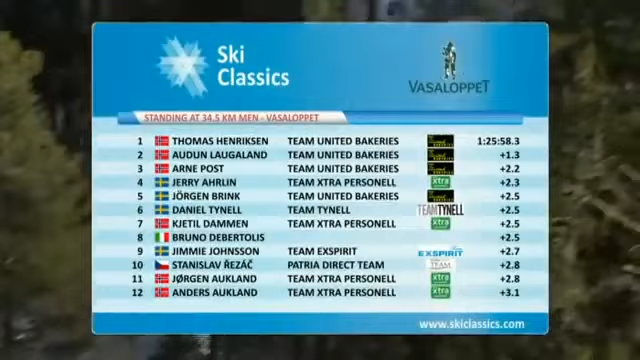 Ski
Classics
VASALOPPET
STANDING AT 34.5 KM MEN - VASALOPPET
1 THOMAS HENRIKSEN TEAM UNITED BAKERIES 1:25:58.3
2 AUDUN LAUGALAND TEAM UNITED BAKERIES +1.3
3 ARNE POST TEAM UNITED BAKERIES +2.2
4 JERRY AHRLIN TEAM XTRA PERSONELL xtra +2.3
5 JÖRGEN BRINK TEAM UNITED BAKERIES +2.5
6 DANIEL TYNELL TEAM TYNELL TEAMTYNELL +2.5
7 KJETIL DAMMEN TEAM XTRA PERSONELL xtra +2.5
8 BRUNO DEBERTOLIS +2.5
9 JIMMIE JOHNSSON TEAM EXSPIRIT EXSPIRIT +2.7
10 STANISLAV ŘEZÁČ PATRIA DIRECT TEAM TEAM +2.8
11 JØRGEN AUKLAND TEAM XTRA PERSONELL xtra +2.8
12 ANDERS AUKLAND TEAM XTRA PERSONELL xtra +3.1
www.skiclassics.com